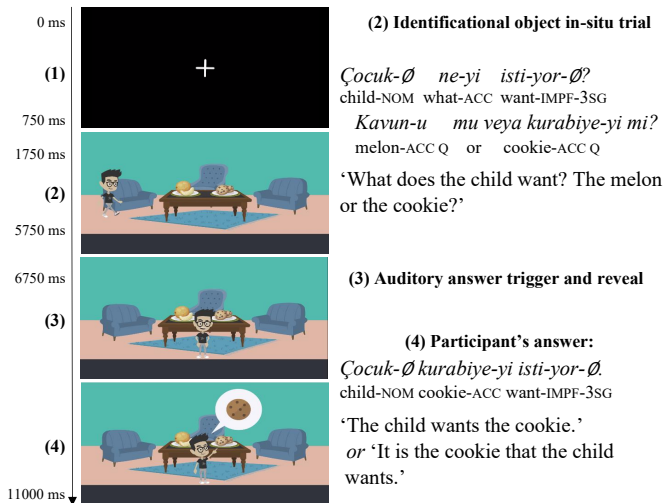 0 ms
(2) Identificational object in-situ trial
(1)
Çocuk-Ø ne-yi isti-yor-Ø?
child-NOM what-ACC want-IMPF-3SG
750 ms
Kavun-u mu veya kurabiye-yi mi?
melon-ACC Q or cookie-ACC Q
1750 ms
‘What does the child want? The melon
or the cookie?’
(2)
5750 ms
6750 ms
(3) Auditory answer trigger and reveal
(3)
(4) Participant’s answer:
Çocuk-Ø kurabiye-yi isti-yor-Ø.
child-NOM cookie-ACC want-IMPF-3SG
‘The child wants the cookie.’
(4)
or ‘It is the cookie that the child
wants.’
11000 ms